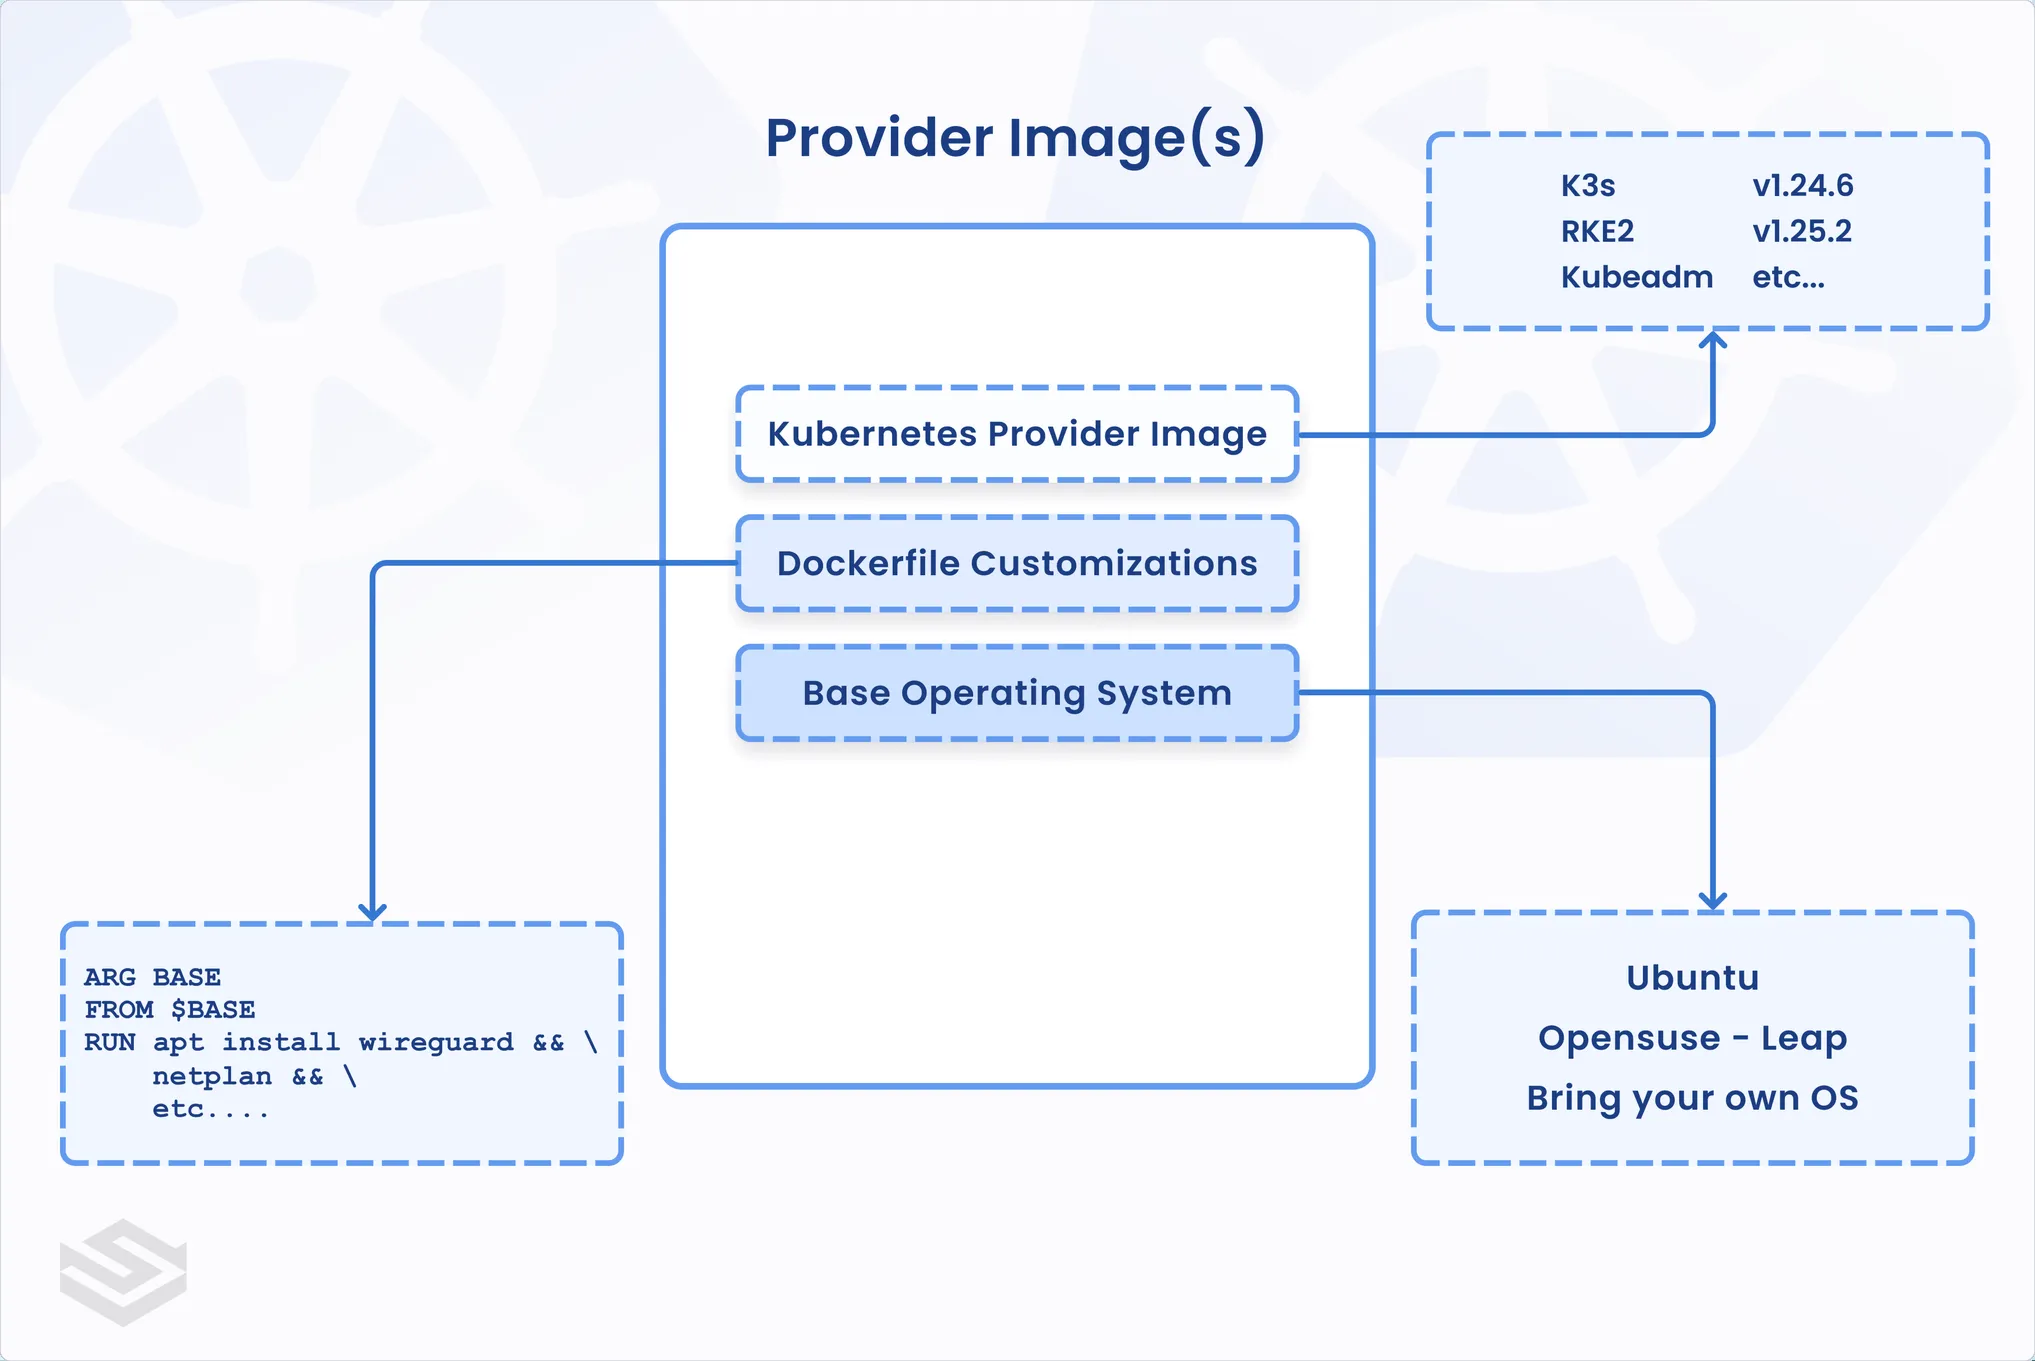 Provider Image(s)
K3s v1.24.6
RKE2 v1.25.2
Kubeadm etc...
Kubernetes Provider Image
Dockerfile Customizations
Base Operating System
ARG BASE
FROM $BASE
RUN apt install wireguard && \
netplan && \
etc....
Ubuntu
Opensuse - Leap
Bring your own OS